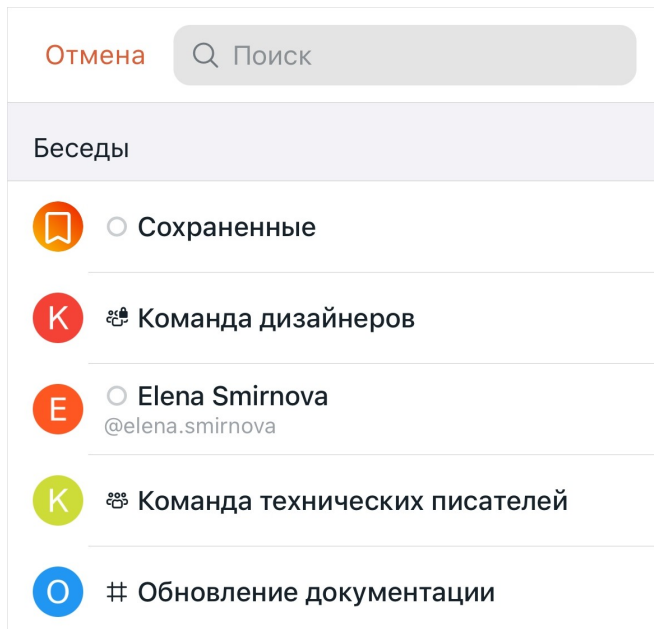 Отмена
Поиск
Беседы
Сохраненные
К
Команда дизайнеров
E
Elena Smirnova
@elena.smirnova
К
Команда технических писателей
О
Обновление документации